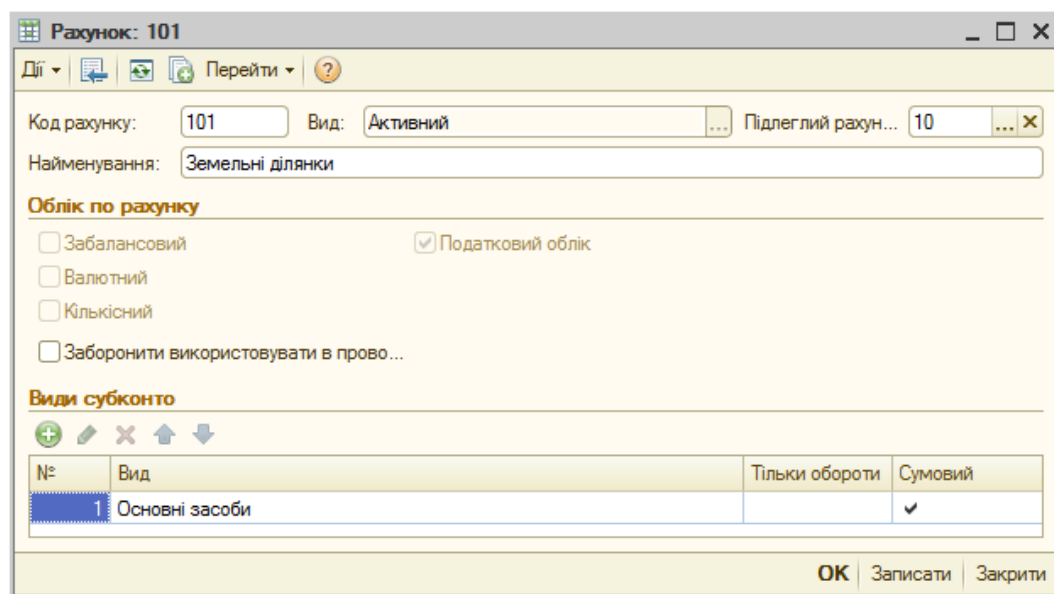 Рахунок: 101
Дії Перейти ?
Код рахунку: 101 Вид: Активний ... Підлеглий рахун... 10 ...
Найменування: Земельні ділянки
Облік по рахунку
Забалансовий Податковий облік
Валютний
Кількісний
Заборонити використовувати в прово...
Види субконто
№ Вид Тільки обороти Сумовий
1 Основні засоби
OK Записати Закрити